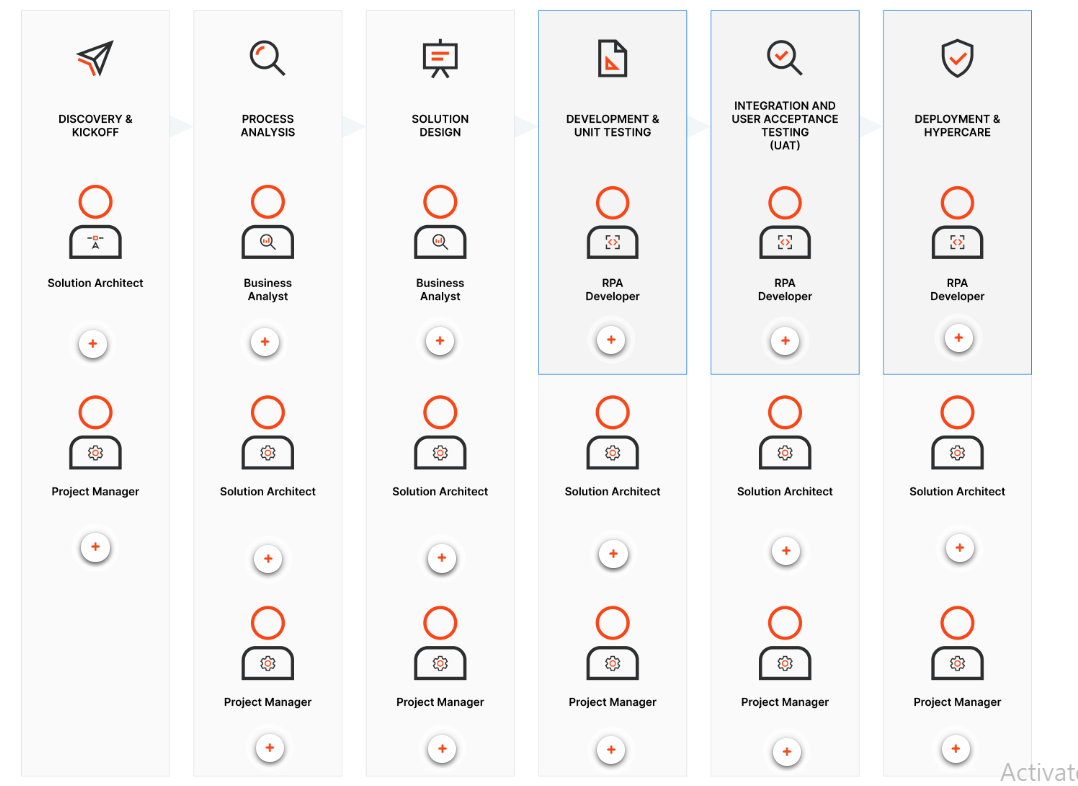 DISCOVERY &
KICKOFF
Solution Architect
Project Manager
PROCESS
ANALYSIS
Business
Analyst
Solution Architect
Project Manager
SOLUTION
DESIGN
Business
Analyst
Solution Architect
Project Manager
DEVELOPMENT &
UNIT TESTING
RPA
Developer
Solution Architect
Project Manager
INTEGRATION AND
USER ACCEPTANCE
TESTING
(UAT)
RPA
Developer
Solution Architect
Project Manager
DEPLOYMENT &
HYPERCARE
RPA
Developer
Solution Architect
Project Manager
Activate